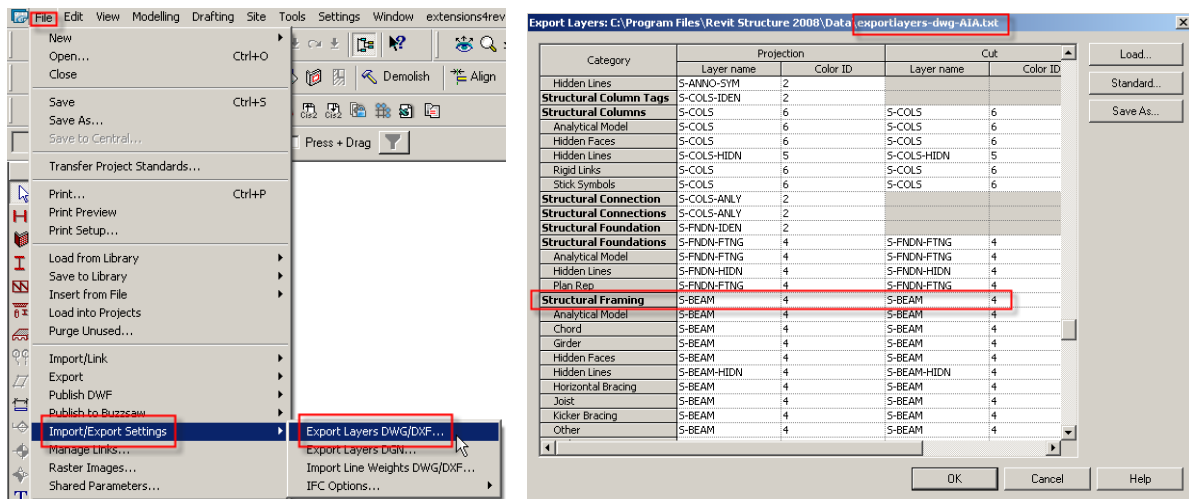 File Edit View Modelling Drafting Site Tools Settings Window extensions4rev
New
Open... Ctrl+O
Close
Save Ctrl+S
Save As...
Save to Central...
Transfer Project Standards...
Print... Ctrl+P
Print Preview
Print Setup...
Load from Library
Save to Library
Insert from File
Load into Projects
Purge Unused...
Import/Link
Export
Publish DWF
Publish to Buzzsaw
Import/Export Settings
Manage Links...
Raster Images...
Shared Parameters...
Demolish Align
Cis2 Cis2
Press + Drag
Export Layers DWG/DXF...
Export Layers DGN...
Import Line Weights DWG/DXF...
IFC Options...
Export Layers: C:\Program Files\Revit Structure 2008\Data\exportlayers-dwg-AIA.txt
Category Projection Cut
Layer name Color ID Layer name Color ID
Hidden Lines S-ANNO-SYM 2
Structural Column Tags S-COLS-IDEN 2
Structural Columns S-COLS 6 S-COLS 6
Analytical Model S-COLS 6 S-COLS 6
Hidden Faces S-COLS 6 S-COLS 6
Hidden Lines S-COLS-HIDN 5 S-COLS-HIDN 5
Rigid Links S-COLS 6 S-COLS 6
Stick Symbols S-COLS 6 S-COLS 6
Structural Connection S-COLS-ANLY 2
Structural Connections S-COLS-ANLY 2
Structural Foundation S-FNDN-IDEN 2
Structural Foundations S-FNDN-FTNG 4 S-FNDN-FTNG 4
Analytical Model S-FNDN-FTNG 4 S-FNDN-FTNG 4
Hidden Lines S-FNDN-HIDN 4 S-FNDN-HIDN 4
Plan Rep S-FNDN-FTNG 4 S-FNDN-FTNG 4
Structural Framing S-BEAM 4 S-BEAM 4
Analytical Model S-BEAM 4 S-BEAM 4
Chord S-BEAM 4 S-BEAM 4
Girder S-BEAM 4 S-BEAM 4
Hidden Faces S-BEAM 4 S-BEAM 4
Hidden Lines S-BEAM-HIDN 4 S-BEAM-HIDN 4
Horizontal Bracing S-BEAM 4 S-BEAM 4
Joist S-BEAM 4 S-BEAM 4
Kicker Bracing S-BEAM 4 S-BEAM 4
Other S-BEAM 4 S-BEAM 4
Load...
Standard...
Save As...
OK Cancel Help